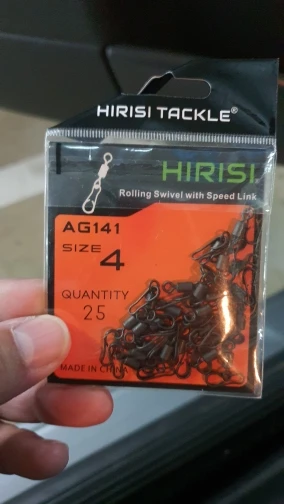 HIRISI TACKLE®
HIRISI
Rolling Swivel with Speed Link
AG141
SIZE 4
QUANTITY
25
MADE IN CHINA